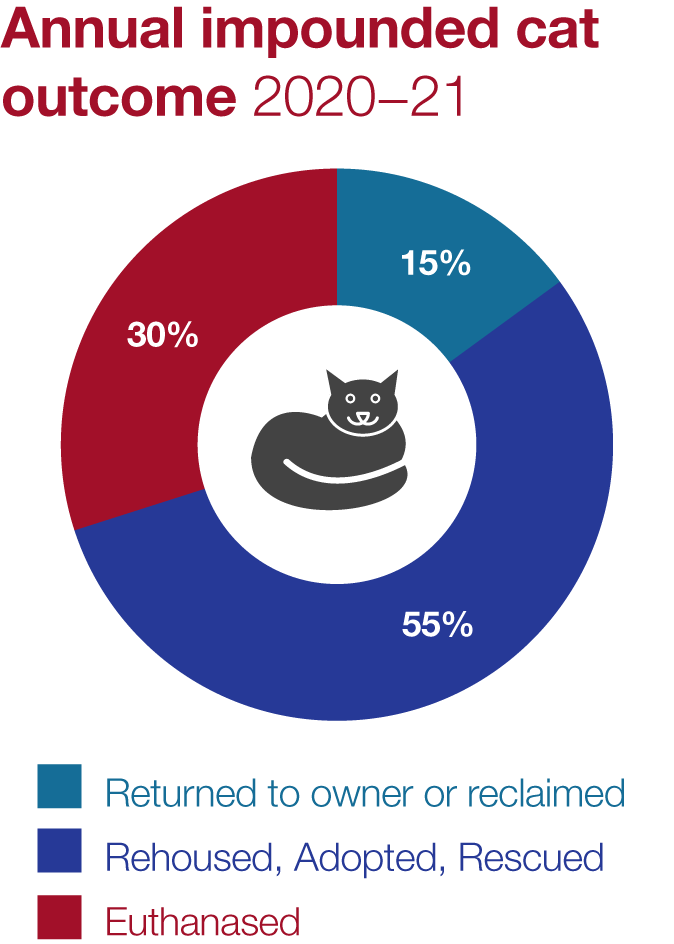 Annual impounded cat
outcome 2020–21
15%
30%
55%
Returned to owner or reclaimed
Rehoused, Adopted, Rescued
Euthanased